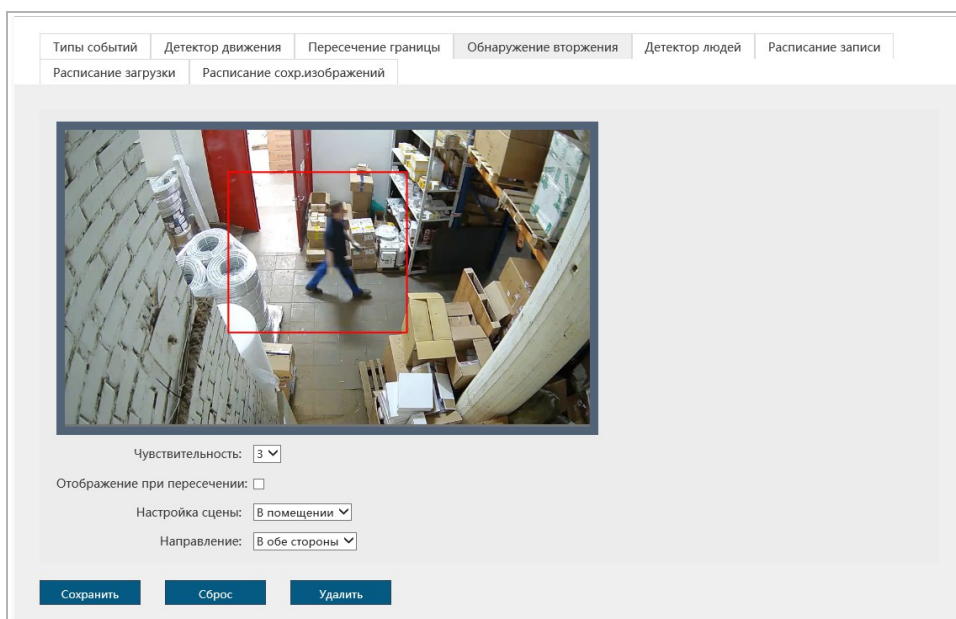 Типы событий Детектор движения Пересечение границы Обнаружение вторжения Детектор людей Расписание записи
Расписание загрузки Расписание сохр.изображений
Чувствительность: 3
Отображение при пересечении:
Настройка сцены: В помещении
Направление: В обе стороны
Сохранить Сброс Удалить